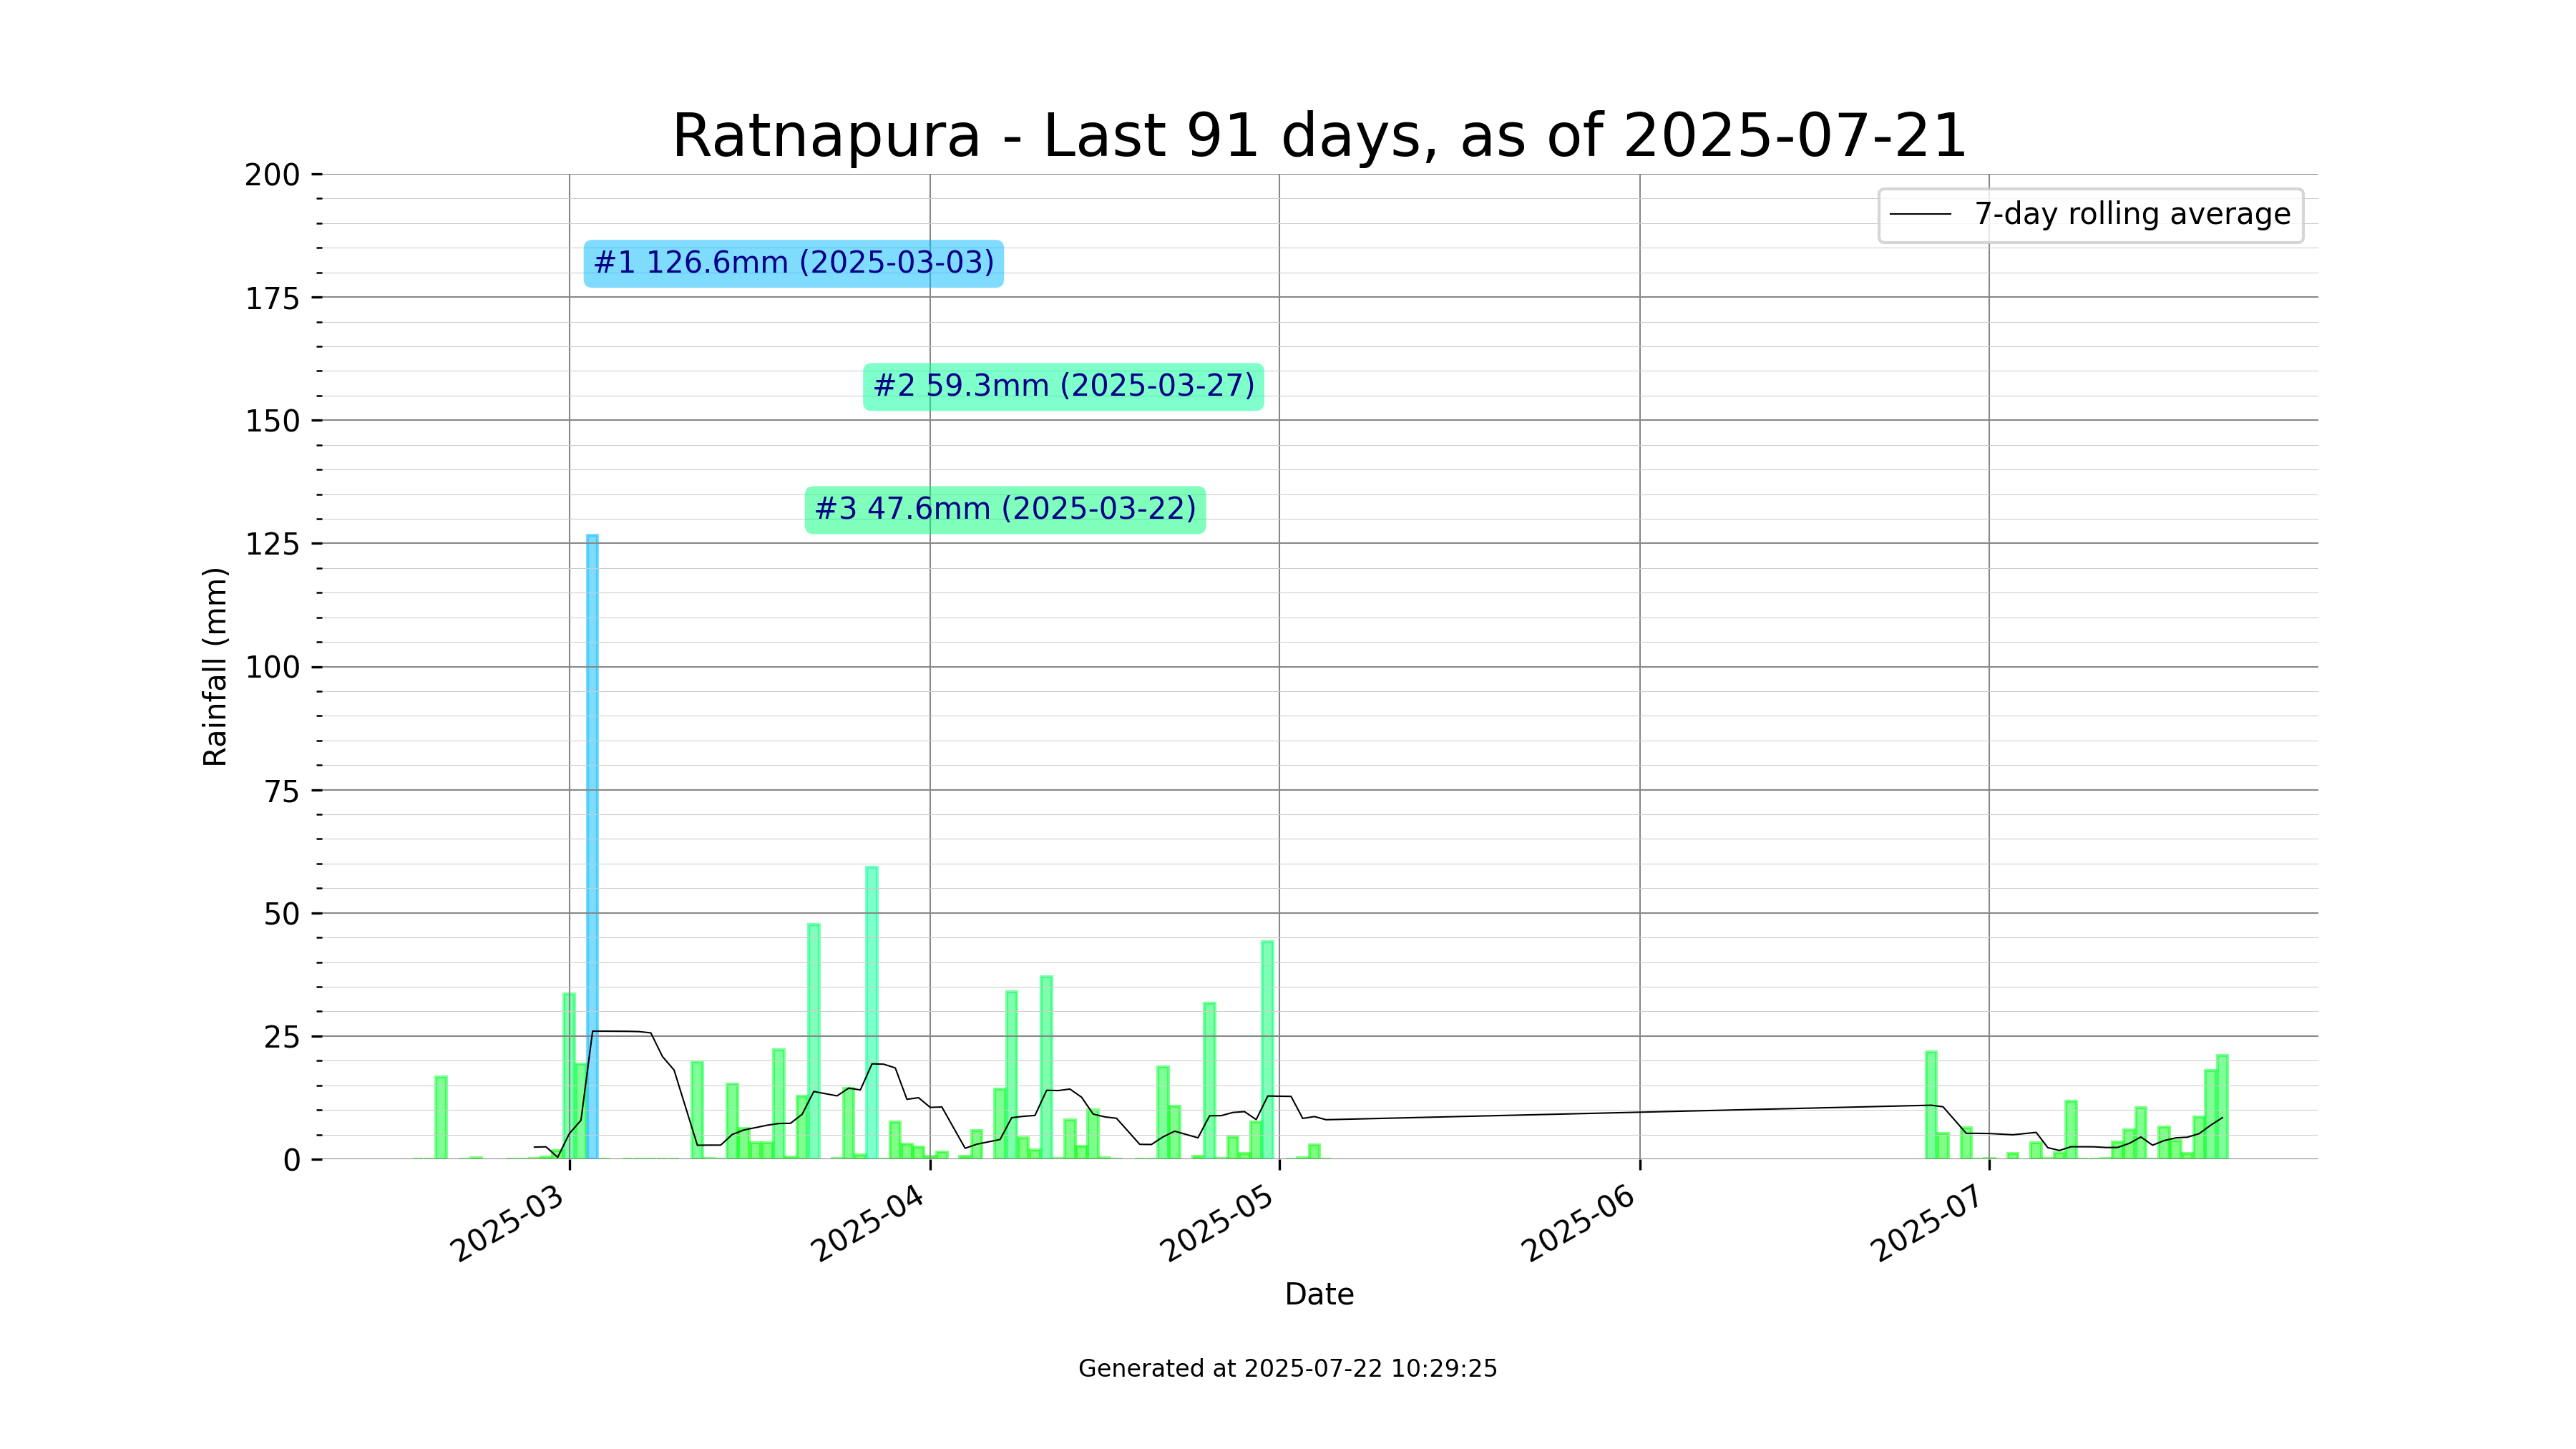 Ratnapura - Last 91 days, as of 2025-07-21
200
175
150
125
100
75
50
25
0
Rainfall (mm)
7-day rolling average
#1 126.6mm (2025-03-03)
#2 59.3mm (2025-03-27)
#3 47.6mm (2025-03-22)
2025-03
2025-04
2025-05
2025-06
2025-07
Date
Generated at 2025-07-22 10:29:25